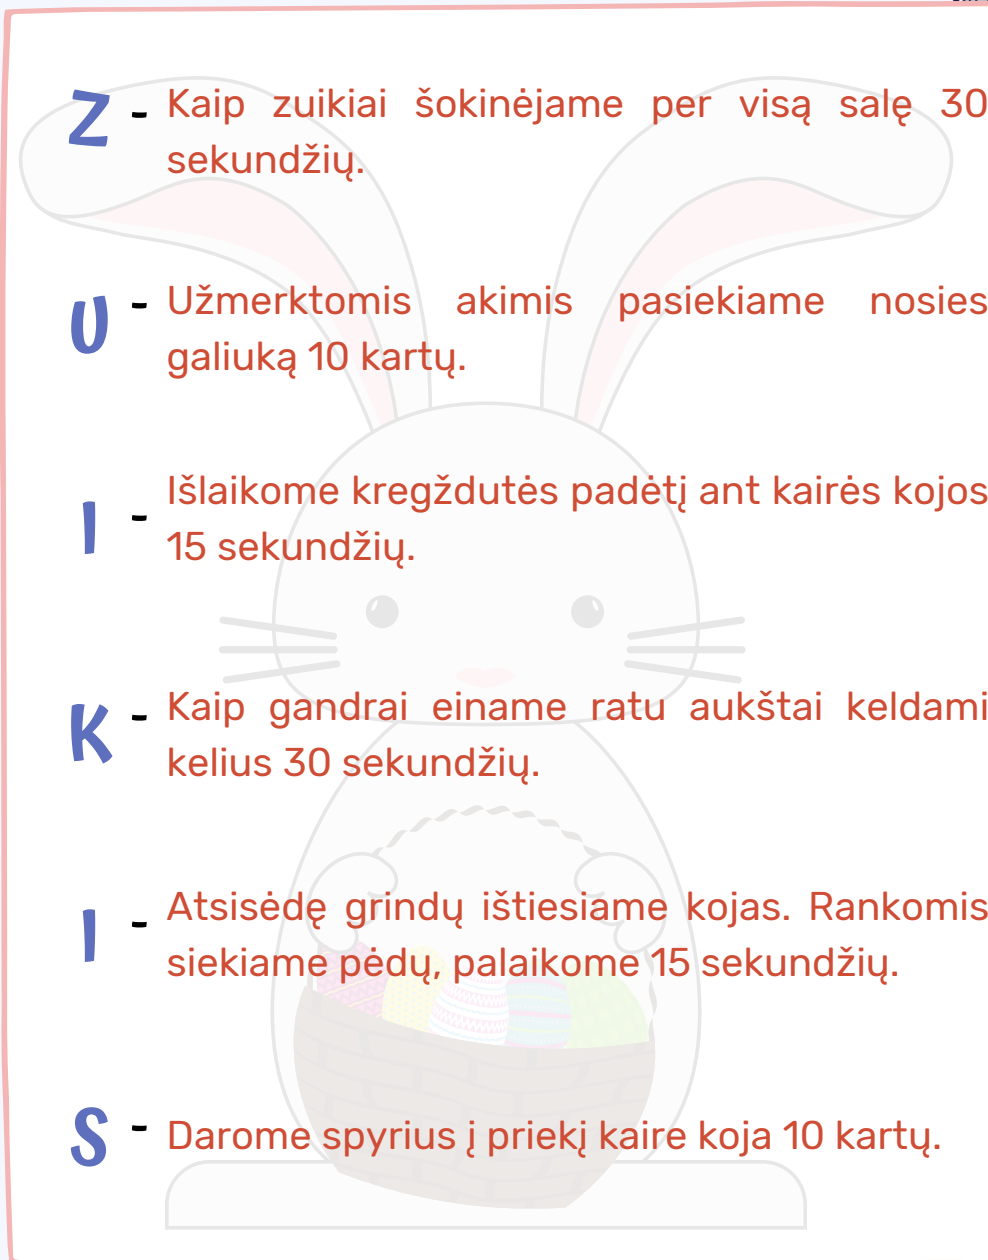 Z - Kaip zuikiai šokinėjame per visą salę 30
sekundžių.
U - Užmerktomis akimis pasiekiame nosies
galiuką 10 kartų.
I - Išlaikome kregždutės padėtį ant kairės kojos
15 sekundžių.
K - Kaip gandrai einame ratu aukštai keldami
kelius 30 sekundžių.
I - Atsisėdę grindų ištiesiame kojas. Rankomis
siekiame pėdų, palaikome 15 sekundžių.
S - Darome spyrius į priekį kaire koja 10 kartų.